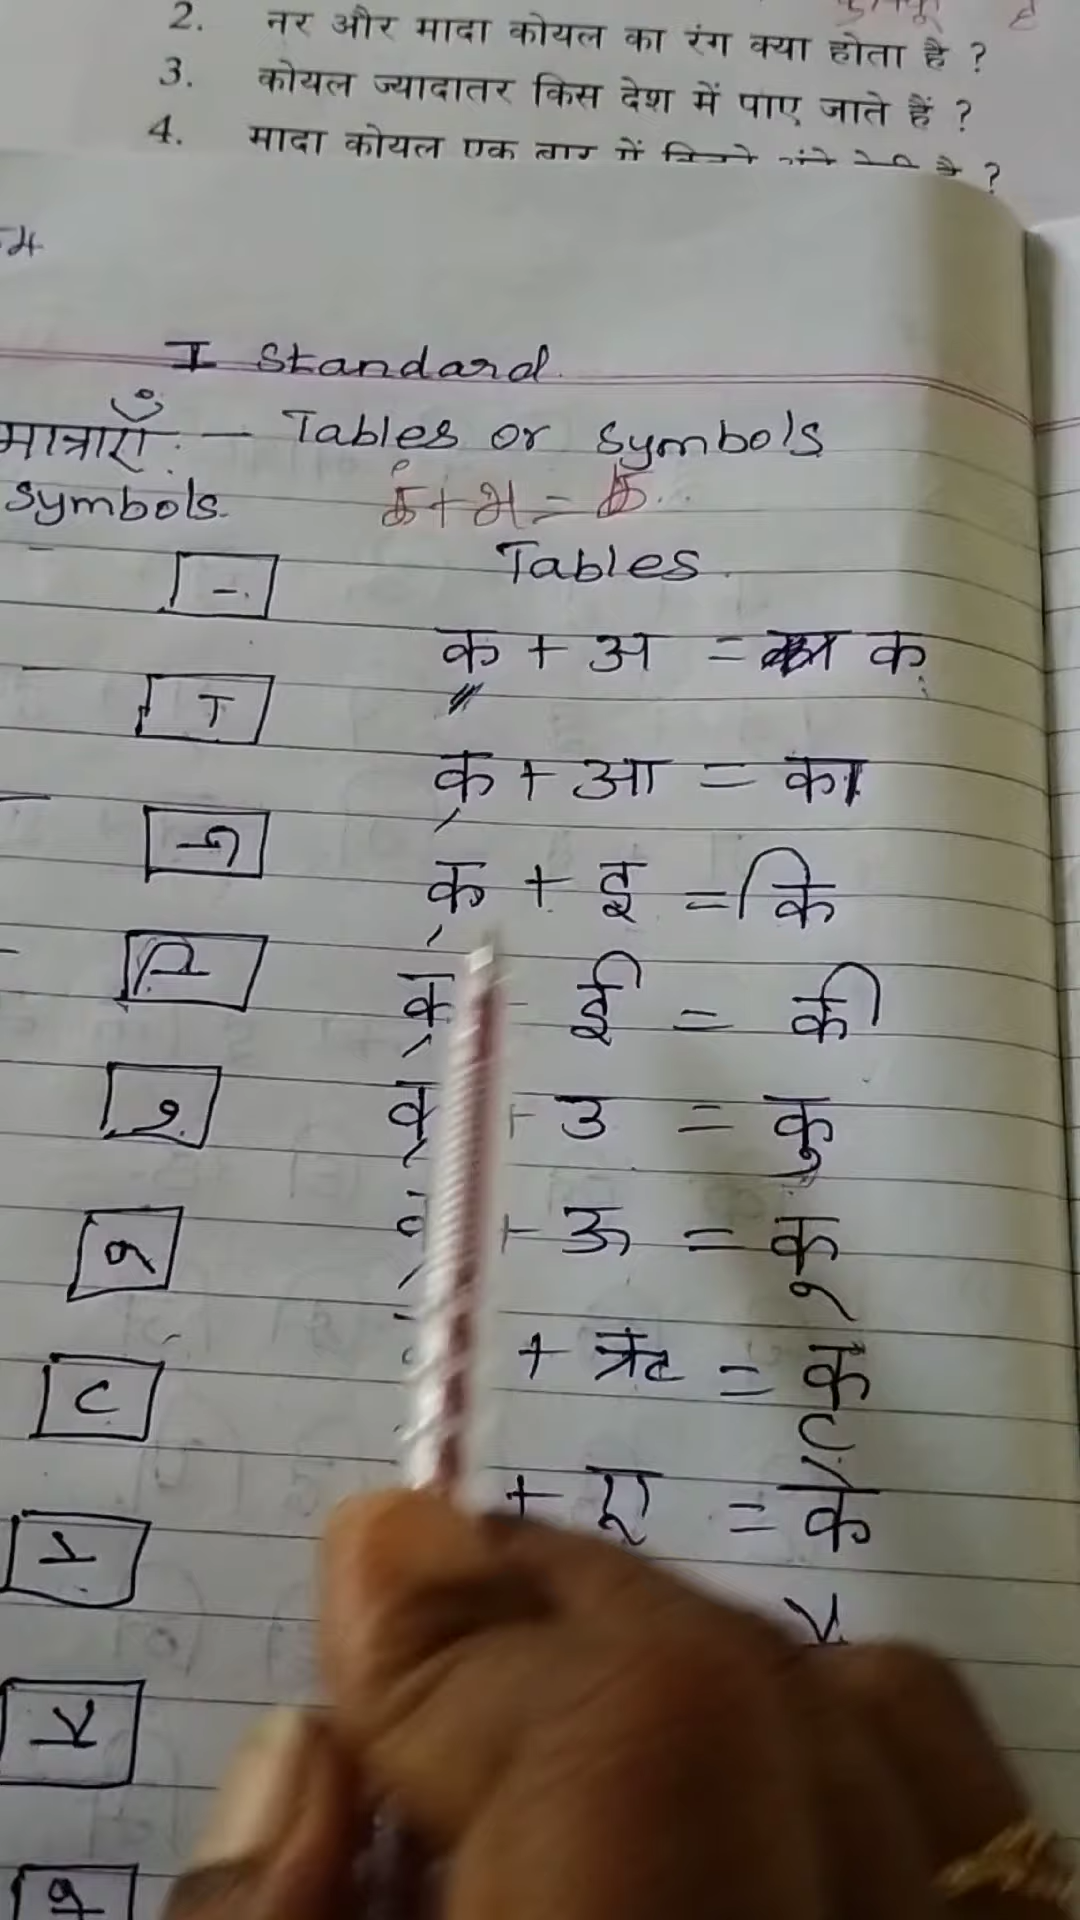 2. नर और मादा कोयल का रंग क्या होता है ?
3. कोयल ज्यादातर किस देश में पाए जाते हैं ?
4. मादा कोयल एक बार में ?
I Standard
मात्राएँ :- Tables or symbols
symbols.
Tables
- क् + अ = क
ा क् + आ = का
ि क् + इ = कि
ी क् ई = की
ु क् + उ = कु
ू + ऊ = कू
ृ + ऋ = कृ
े + ए = के
ै